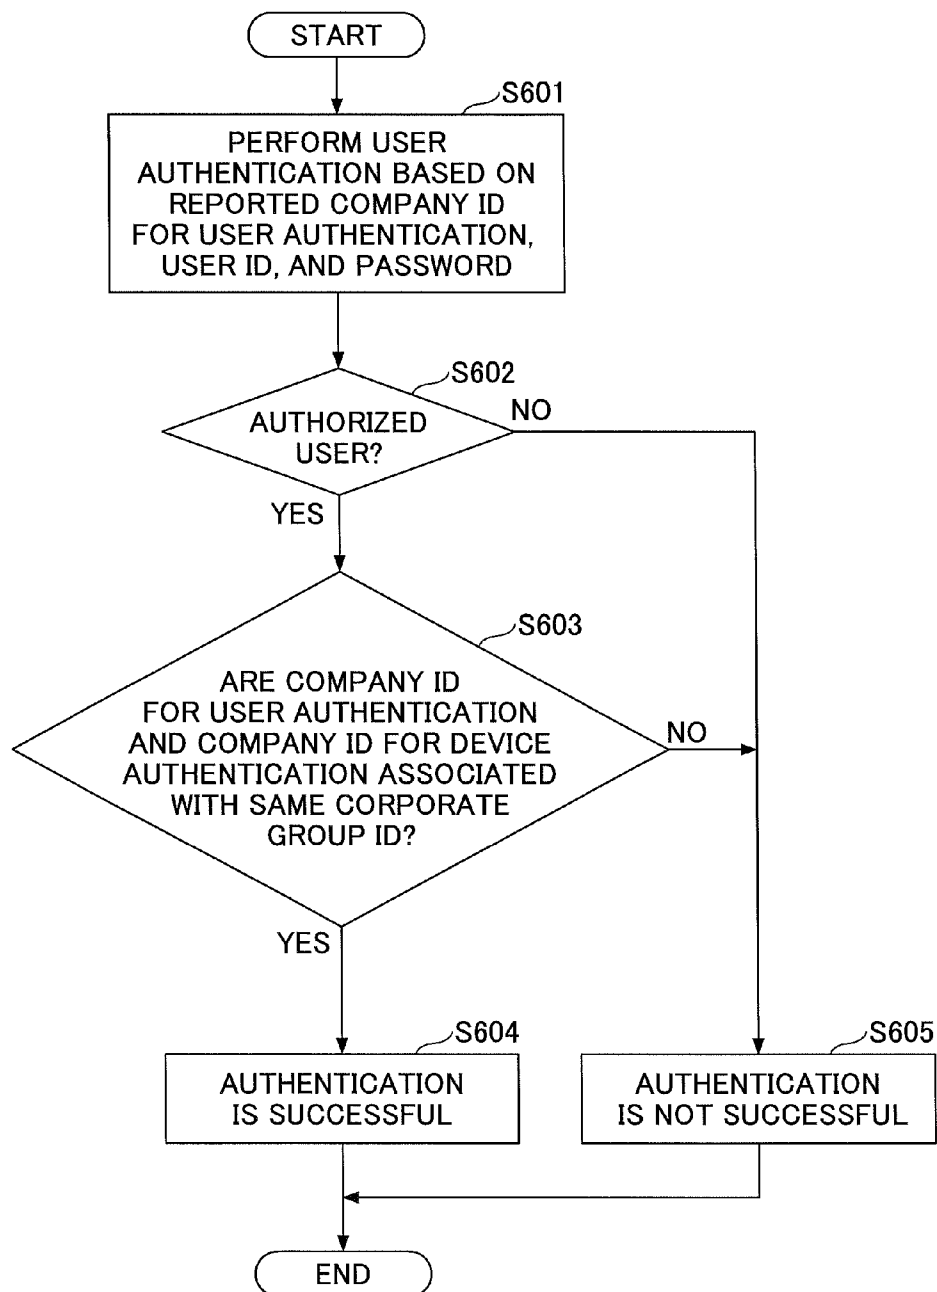 START
S601
PERFORM USER
AUTHENTICATION BASED ON
REPORTED COMPANY ID
FOR USER AUTHENTICATION,
USER ID, AND PASSWORD
S602
AUTHORIZED
USER?
NO
YES
S603
ARE COMPANY ID
FOR USER AUTHENTICATION
AND COMPANY ID FOR DEVICE
AUTHENTICATION ASSOCIATED
WITH SAME CORPORATE
GROUP ID?
NO
YES
S604
AUTHENTICATION
IS SUCCESSFUL
S605
AUTHENTICATION
IS NOT SUCCESSFUL
END